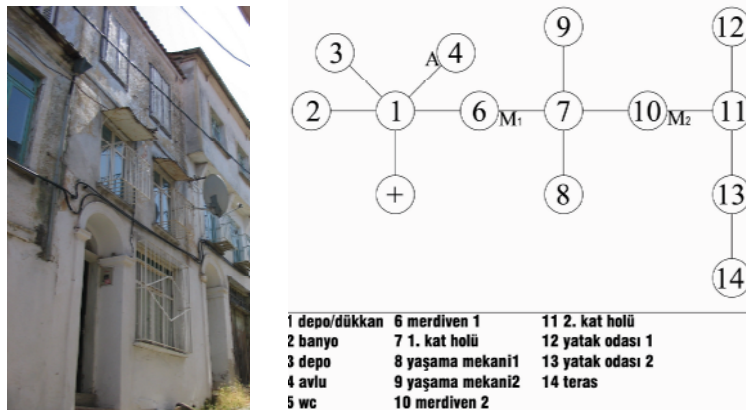 9
12
3
A 4
2
1
6 M1
7
10 M2
11
+
8
13
14
1 depo/dükkan 6 merdiven 1 11 2. kat holü
2 banyo 7 1. kat holü 12 yatak odası 1
3 depo 8 yaşama mekani1 13 yatak odası 2
4 avlu 9 yaşama mekani2 14 teras
5 wc 10 merdiven 2